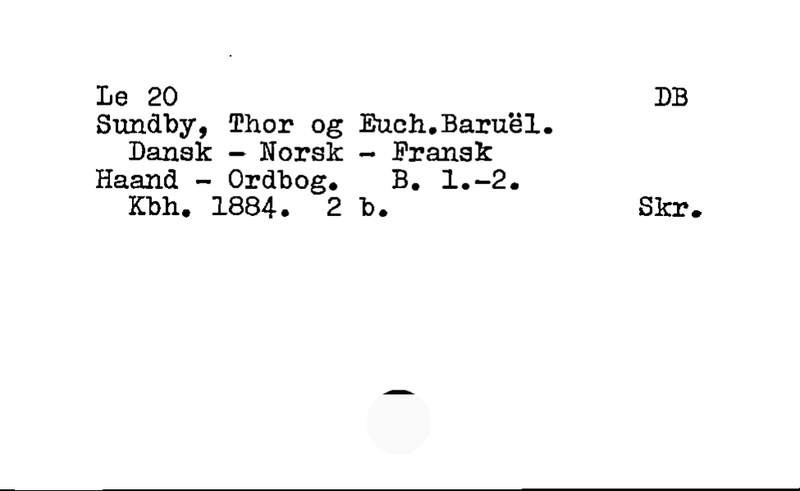 Le 20 DB
Sundby, Thor og Euch.Baruël.
Dansk - Norsk - Fransk
Haand - Ordbog. B. 1.-2.
Kbh. 1884. 2 b. Skr.